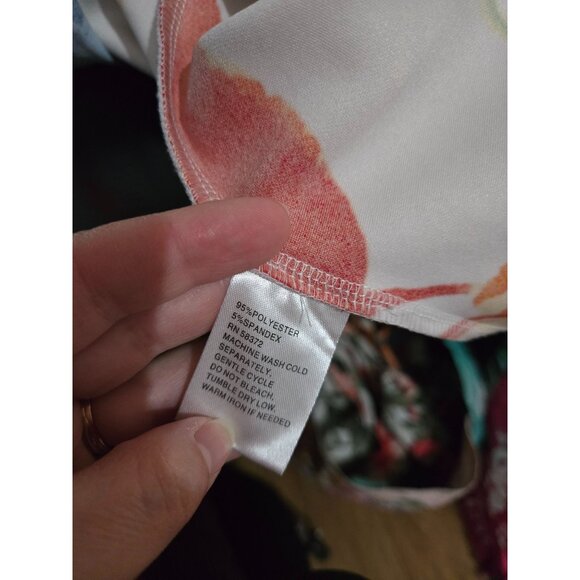 95%POLYESTER
5%SPANDEX
RN 58372
MACHINE WASH COLD
SEPARATELY,
GENTLE CYCLE
DO NOT BLEACH,
TUMBLE DRY LOW,
WARM IRON IF NEEDED